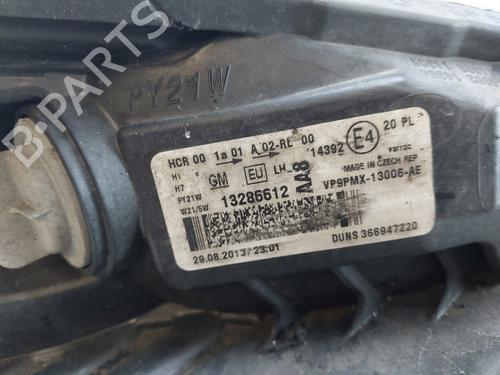 PY21W
HCR 00 1a 01 A 02-RL 00
14392 E4 20 PL
H1
H7
PY21W
W21/5W
GM EU LH
AA8
varroc
MADE IN CZECH REP
13286612
VP9PMX-13006-AE
29.08.2013/23:01
DUNS 366947220